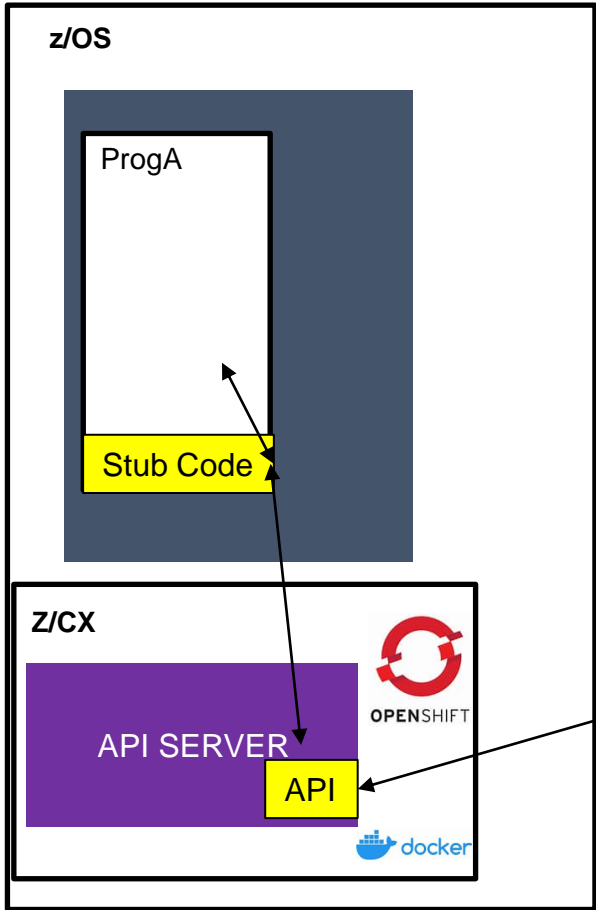 z/OS
ProgA
Stub Code
Z/CX
OPENSHIFT
API SERVER
API
docker